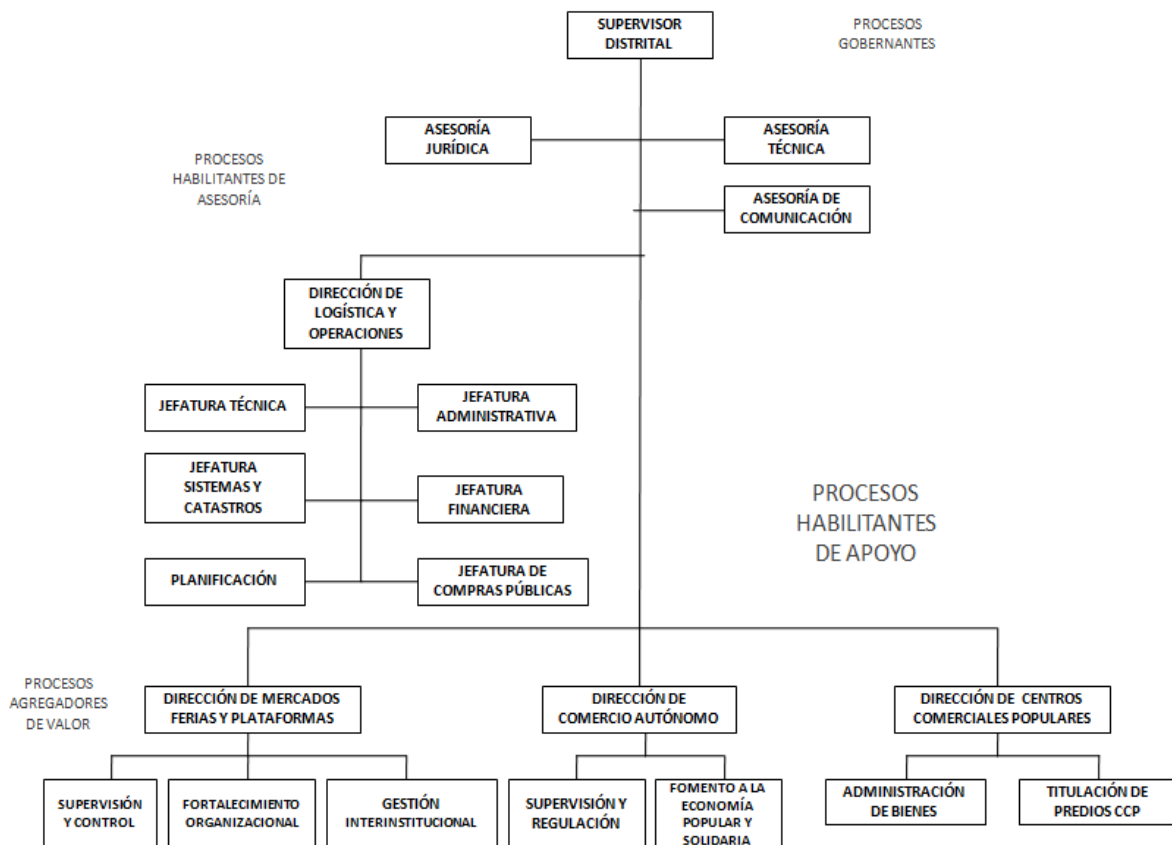 SUPERVISOR
DISTRITAL
PROCESOS
GOBERNANTES
ASESORÍA
JURÍDICA
ASESORÍA
TÉCNICA
PROCESOS
HABILITANTES DE
ASESORÍA
ASESORÍA DE
COMUNICACIÓN
DIRECCIÓN DE
LOGÍSTICA Y
OPERACIONES
JEFATURA TÉCNICA
JEFATURA
ADMINISTRATIVA
JEFATURA
SISTEMAS Y
CATASTROS
JEFATURA
FINANCIERA
PROCESOS
HABILITANTES
DE APOYO
PLANIFICACIÓN
JEFATURA DE
COMPRAS PÚBLICAS
PROCESOS
AGREGADORES
DE VALOR
DIRECCIÓN DE MERCADOS
FERIAS Y PLATAFORMAS
DIRECCIÓN DE
COMERCIO AUTÓNOMO
DIRECCIÓN DE CENTROS
COMERCIALES POPULARES
SUPERVISIÓN
Y CONTROL
FORTALECIMIENTO
ORGANIZACIONAL
GESTIÓN
INTERINSTITUCIONAL
SUPERVISIÓN Y
REGULACIÓN
FOMENTO A LA
ECONOMÍA
POPULAR Y
SOLIDARIA
ADMINISTRACIÓN
DE BIENES
TITULACIÓN DE
PREDIOS CCP